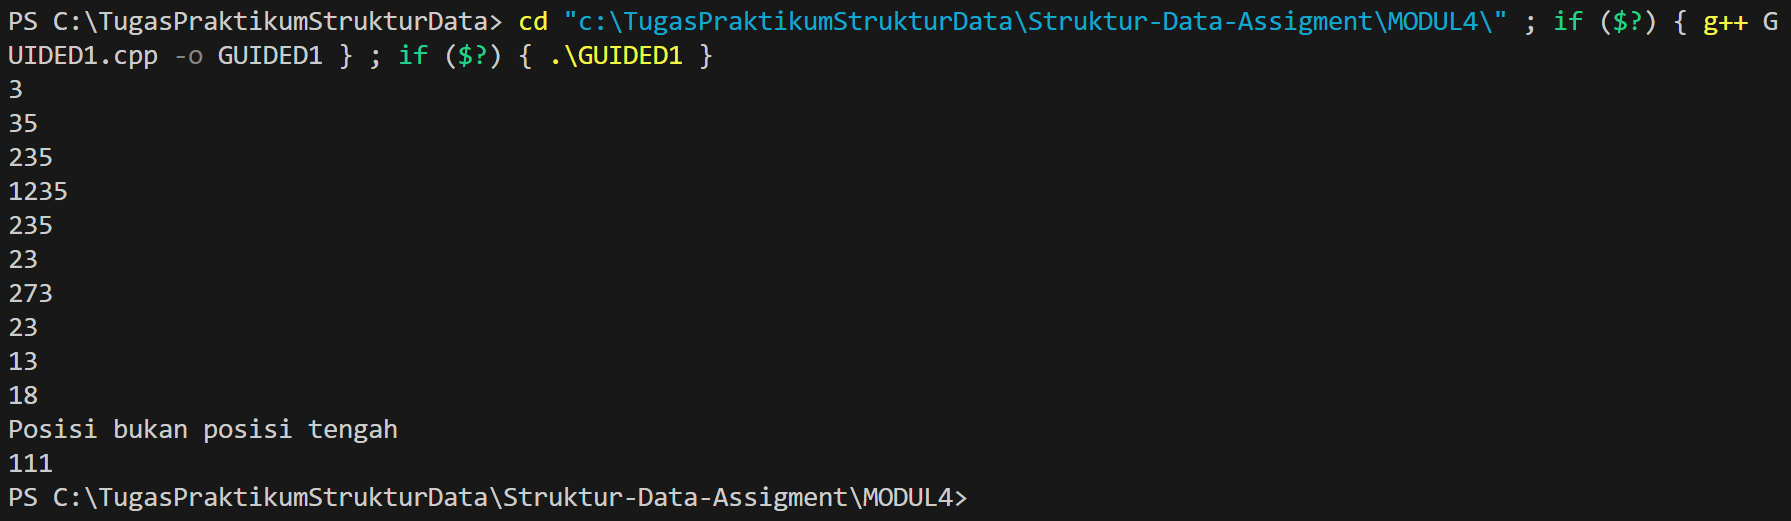 PS C:\TugasPraktikumStrukturData> cd "c:\TugasPraktikumStrukturData\Struktur-Data-Assigment\MODUL4\" ; if ($?) { g++ G
UIDED1.cpp -o GUIDED1 } ; if ($?) { .\GUIDED1 }
3
35
235
1235
235
23
273
23
13
18
Posisi bukan posisi tengah
111
PS C:\TugasPraktikumStrukturData\Struktur-Data-Assigment\MODUL4>